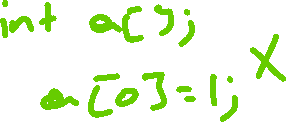 int a[];
a[0]=1; X